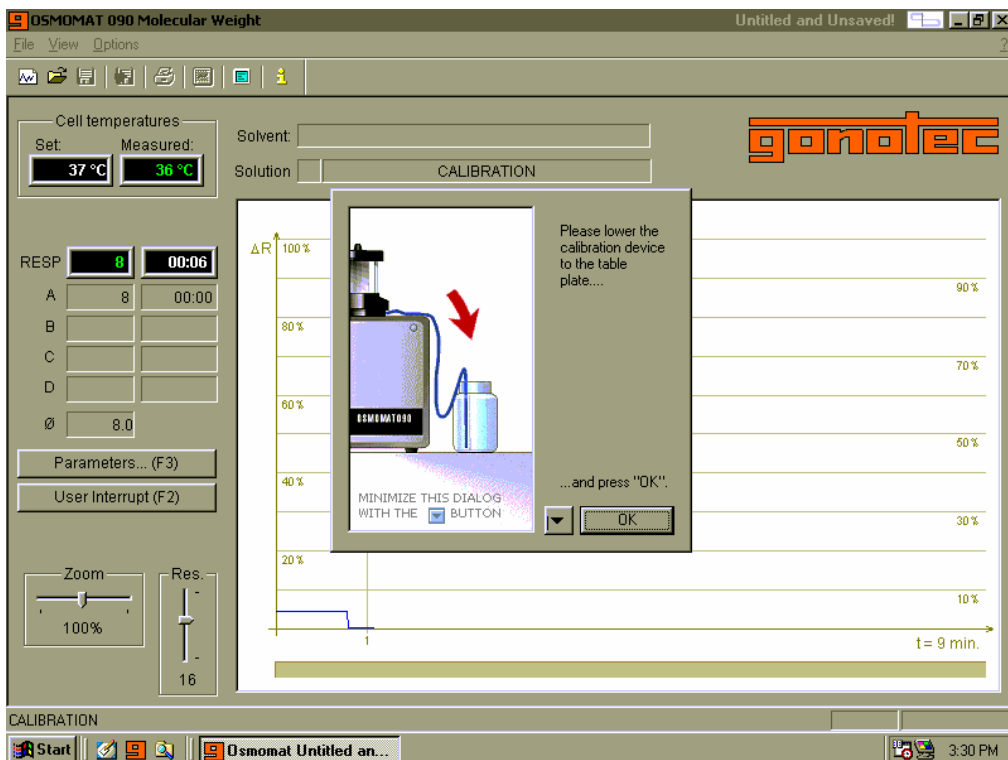 OSMOMAT 090 Molecular Weight
Untitled and Unsaved!
File View Options ?
Cell temperatures
Set: Measured:
37 °C 36 °C
Solvent:
Solution CALIBRATION
gonotec
RESP 8 00:06
A 8 00:00
B
C
D
Ø 8.0
Parameters... (F3)
User Interrupt (F2)
Zoom
100%
Res.
16
ΔR 100%
90%
80%
70%
60%
50%
40%
30%
20%
10%
1
t= 9 min.
OSMOMAT090
MINIMIZE THIS DIALOG
WITH THE BUTTON
Please lower the
calibration device
to the table
plate....
...and press "OK".
OK
CALIBRATION
Start
Osmomat Untitled an...
3:30 PM